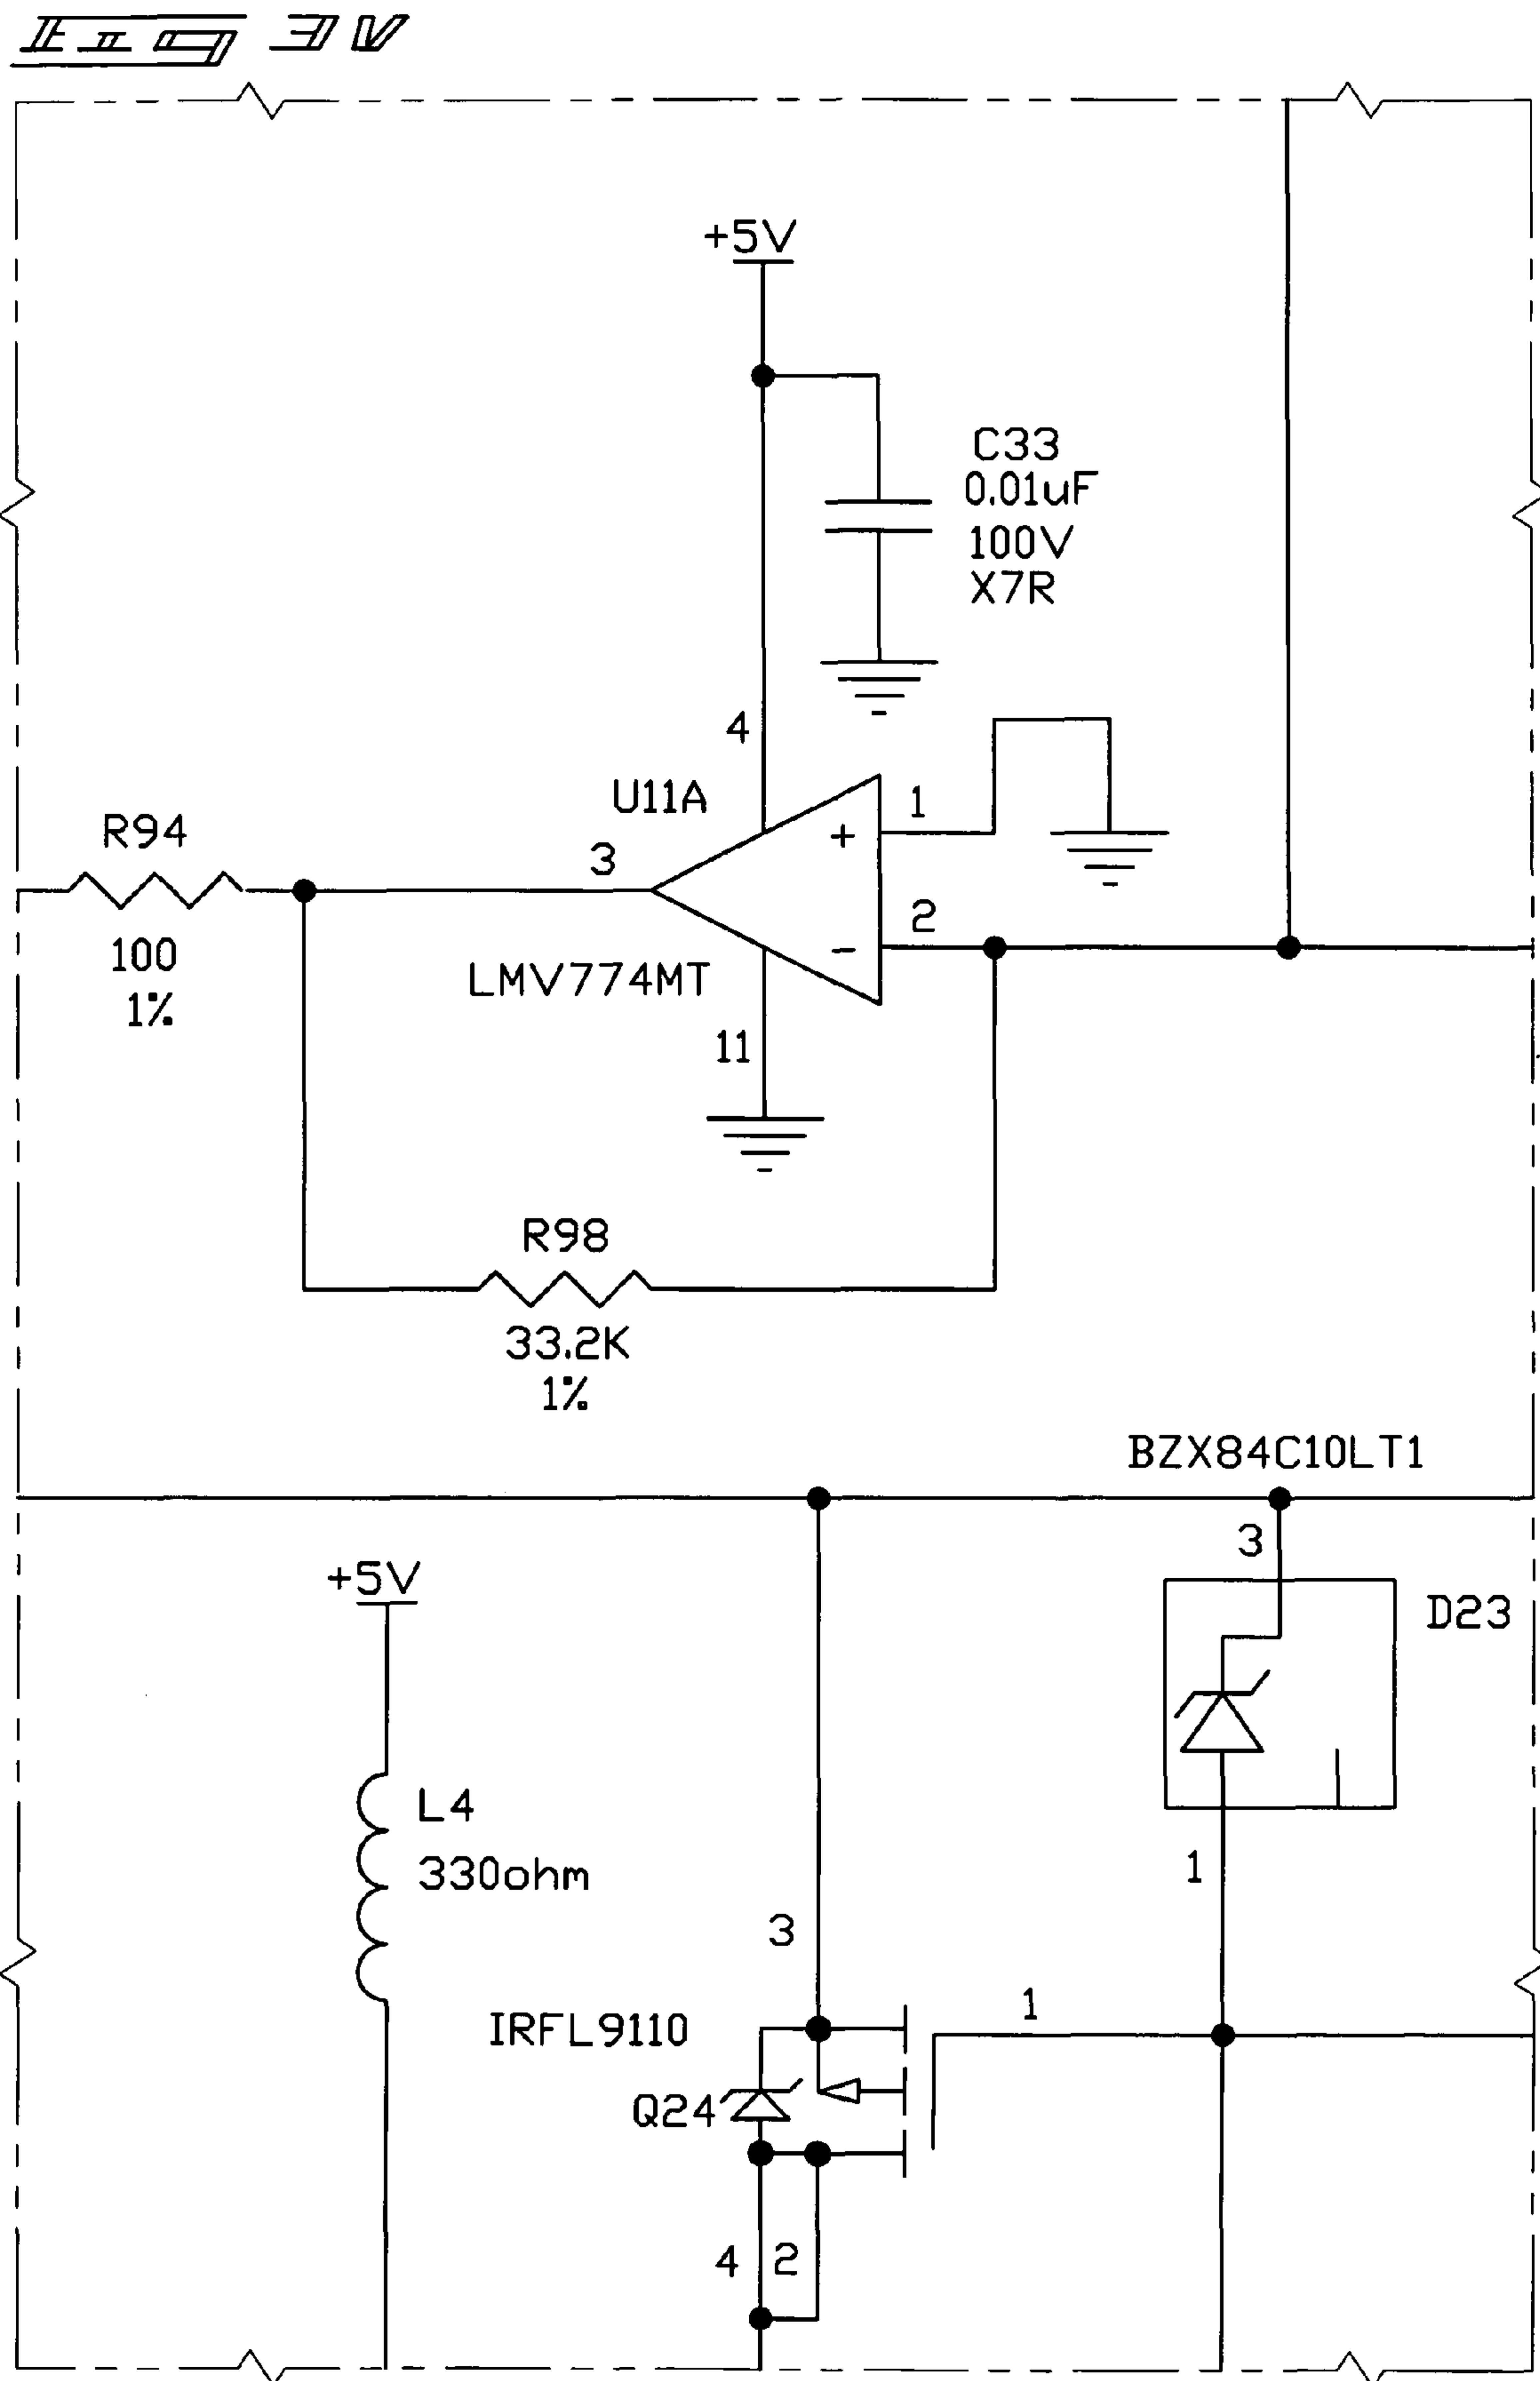 Fig 3V
+5V
C33
0.01uF
100V
X7R
4
U11A
1
+
R94
3
2
-
100
1%
LMV774MT
11
R98
33.2K
1%
BZX84C10LT1
3
+5V
D23
L4
330ohm
1
3
1
IRFL9110
Q24
4
2